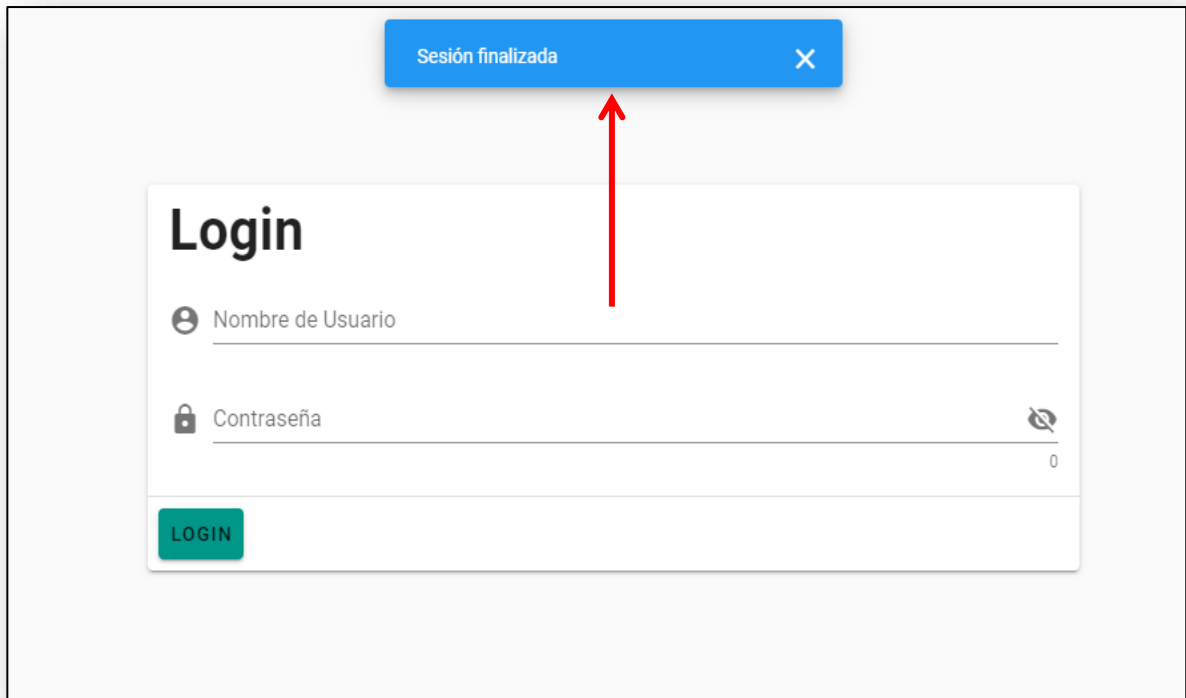 Sesión finalizada
Login
Nombre de Usuario
Contraseña
0
LOGIN